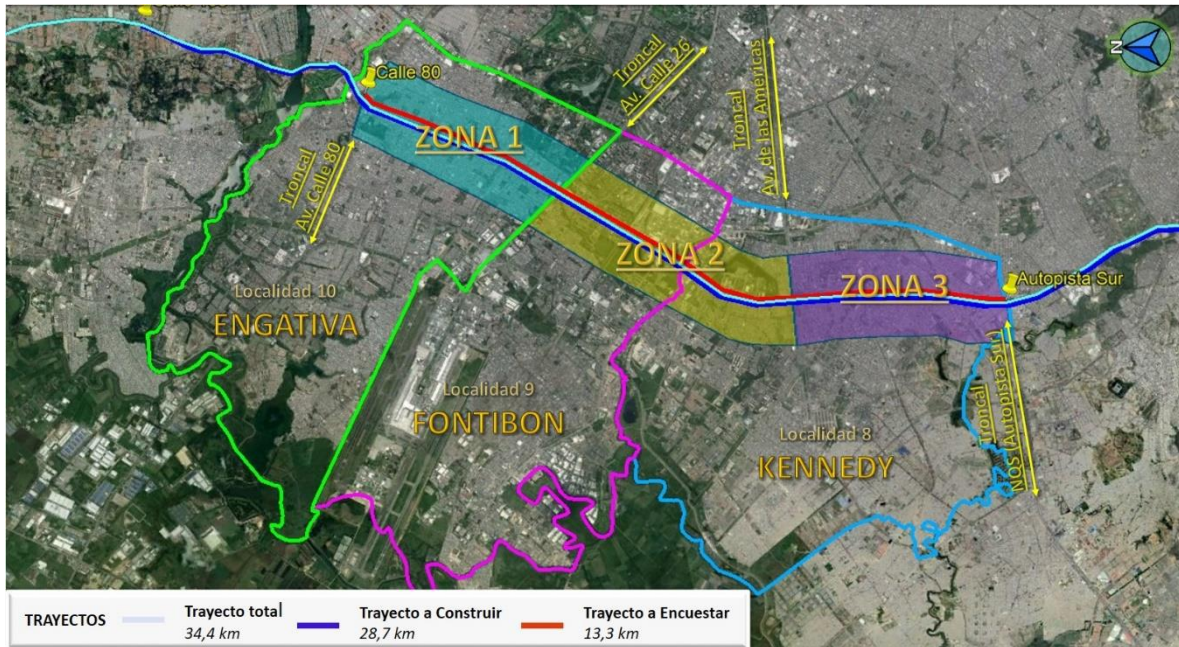 Calle 80
Troncal
Av. Calle 26
N
ZONA 1
Troncal
Av. de las Americas
Troncal
Av. Calle 80
ZONA 2
Autopista Sur
Localidad 10
ENGATIVA
ZONA 3
Localidad 9
FONTIBON
Troncal
NQS (Autopista Sur)
Localidad 8
KENNEDY
TRAYECTOS
Trayecto total
34,4 km
Trayecto a Construir
28,7 km
Trayecto a Encuestar
13,3 km